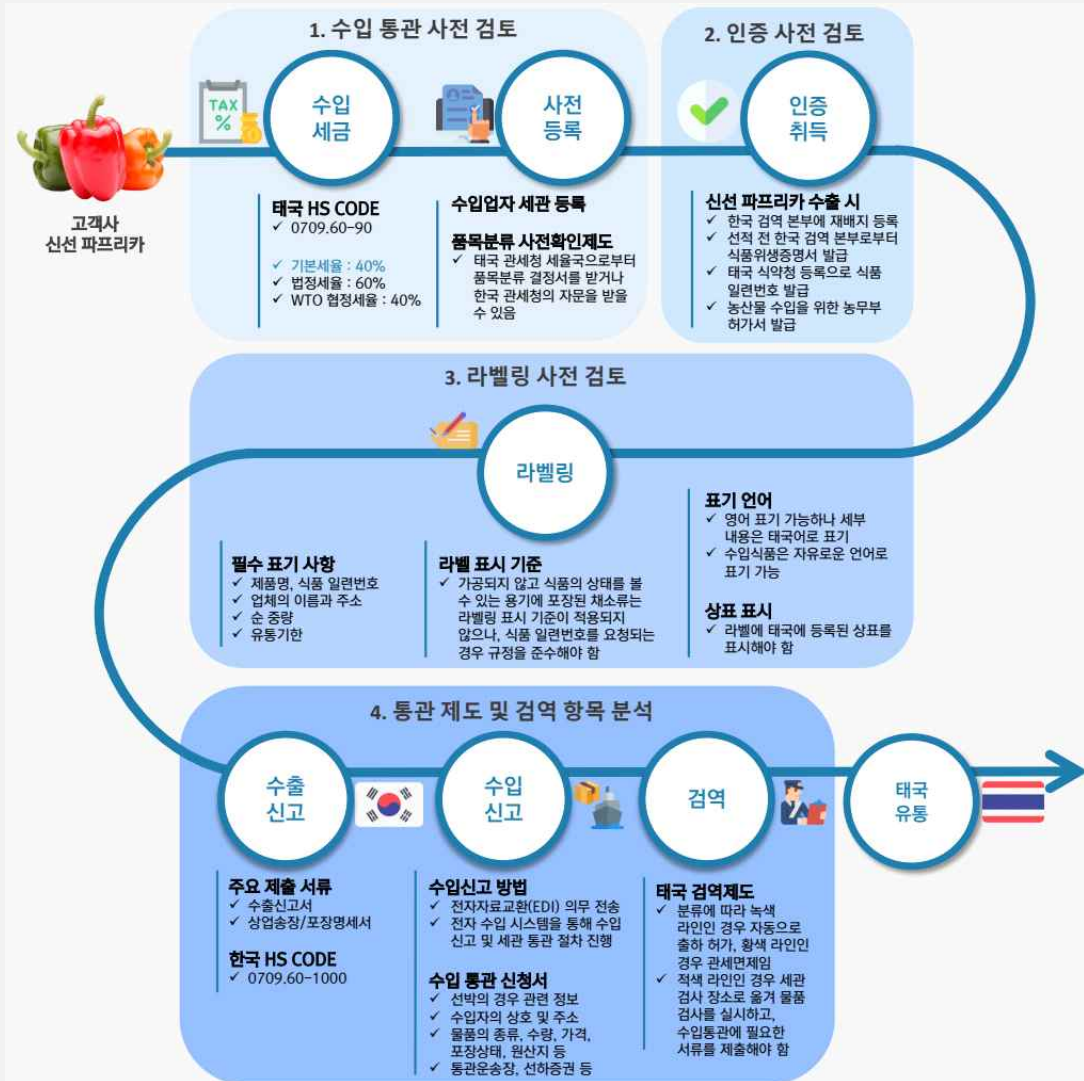 1. 수입 통관 사전 검토
2. 인증 사전 검토
TAX
%
수입
세금
사전
등록
인증
취득
고객사
신선 파프리카
태국 HS CODE
✓ 0709.60-90
✓ 기본세율 : 40%
✓ 법정세율 : 60%
✓ WTO 협정세율 : 40%
수입업자 세관 등록
품목분류 사전확인제도
✓ 태국 관세청 세율국으로부터
품목분류 결정서를 받거나
한국 관세청의 자문을 받을
수 있음
신선 파프리카 수출 시
✓ 한국 검역 본부에 재배지 등록
✓ 선적 전 한국 검역 본부로부터
식품위생증명서 발급
✓ 태국 식약청 등록으로 식품
일련번호 발급
✓ 농산물 수입을 위한 농무부
허가서 발급
3. 라벨링 사전 검토
라벨링
필수 표기 사항
✓ 제품명, 식품 일련번호
✓ 업체의 이름과 주소
✓ 순 중량
✓ 유통기한
라벨 표시 기준
✓ 가공되지 않고 식품의 상태를 볼
수 있는 용기에 포장된 채소류는
라벨링 표시 기준이 적용되지
않으나, 식품 일련번호를 요청되는
경우 규정을 준수해야 함
표기 언어
✓ 영어 표기 가능하나 세부
내용은 태국어로 표기
✓ 수입식품은 자유로운 언어로
표기 가능
상표 표시
✓ 라벨에 태국에 등록된 상표를
표시해야 함
4. 통관 제도 및 검역 항목 분석
수출
신고
수입
신고
검역
태국
유통
주요 제출 서류
✓ 수출신고서
✓ 상업송장/포장명세서
한국 HS CODE
✓ 0709.60-1000
수입신고 방법
✓ 전자자료교환(EDI) 의무 전송
✓ 전자 수입 시스템을 통해 수입
신고 및 세관 통관 절차 진행
수입 통관 신청서
✓ 선박의 경우 관련 정보
✓ 수입자의 상호 및 주소
✓ 물품의 종류, 수량, 가격,
포장상태, 원산지 등
✓ 통관운송장, 선하증권 등
태국 검역제도
✓ 분류에 따라 녹색
라인인 경우 자동으로
출하 허가, 황색 라인인
경우 관세면제임
✓ 적색 라인인 경우 세관
검사 장소로 옮겨 물품
검사를 실시하고,
수입통관에 필요한
서류를 제출해야 함